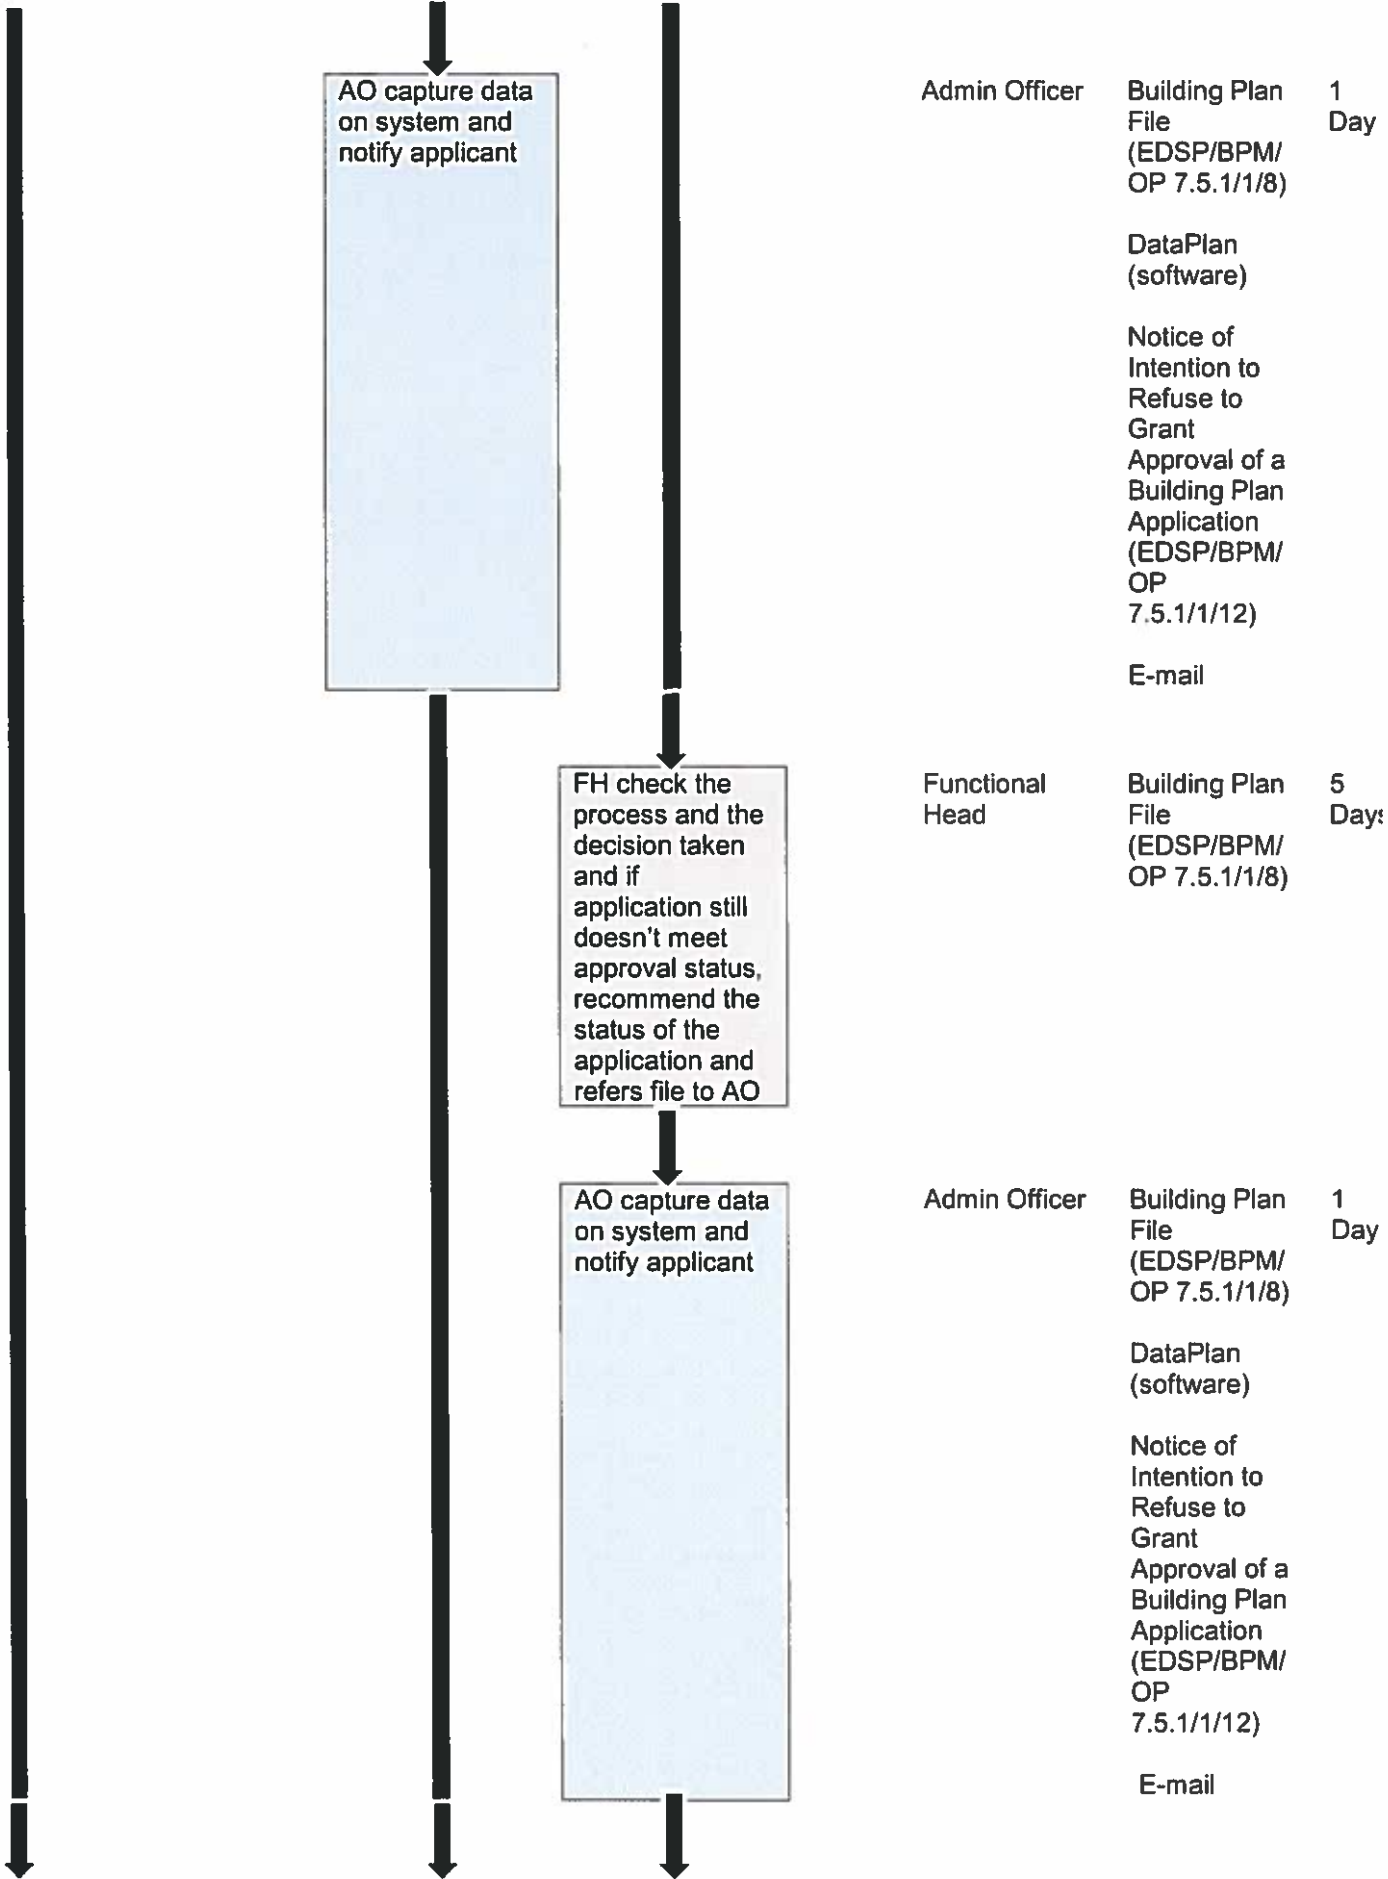 AO capture data
on system and
notify applicant
Admin Officer
Building Plan
File
(EDSP/BPM/
OP 7.5.1/1/8)
DataPlan
(software)
Notice of
Intention to
Refuse to
Grant
Approval of a
Building Plan
Application
(EDSP/BPM/
OP
7.5.1/1/12)
E-mail
1
Day
FH check the
process and the
decision taken
and if
application still
doesn't meet
approval status,
recommend the
status of the
application and
refers file to AO
Functional
Head
Building Plan
File
(EDSP/BPM/
OP 7.5.1/1/8)
5
Days
AO capture data
on system and
notify applicant
Admin Officer
Building Plan
File
(EDSP/BPM/
OP 7.5.1/1/8)
DataPlan
(software)
Notice of
Intention to
Refuse to
Grant
Approval of a
Building Plan
Application
(EDSP/BPM/
OP
7.5.1/1/12)
E-mail
1
Day